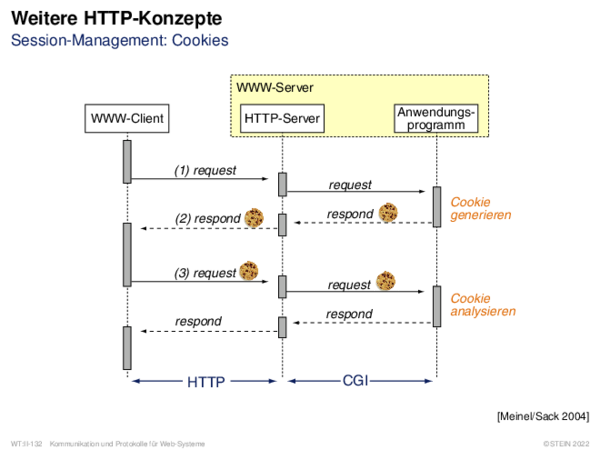 Weitere HTTP-Konzepte
Session-Management: Cookies
WWW-Server
WWW-Client
HTTP-Server
Anwendungs-
programm
(1) request
request
Cookie
generieren
(2) respond
respond
(3) request
request
Cookie
analysieren
respond
respond
HTTP
CGI
[Meinel/Sack 2004]
WT:II-132 Kommunikation und Protokolle für Web-Systeme
©STEIN 2022